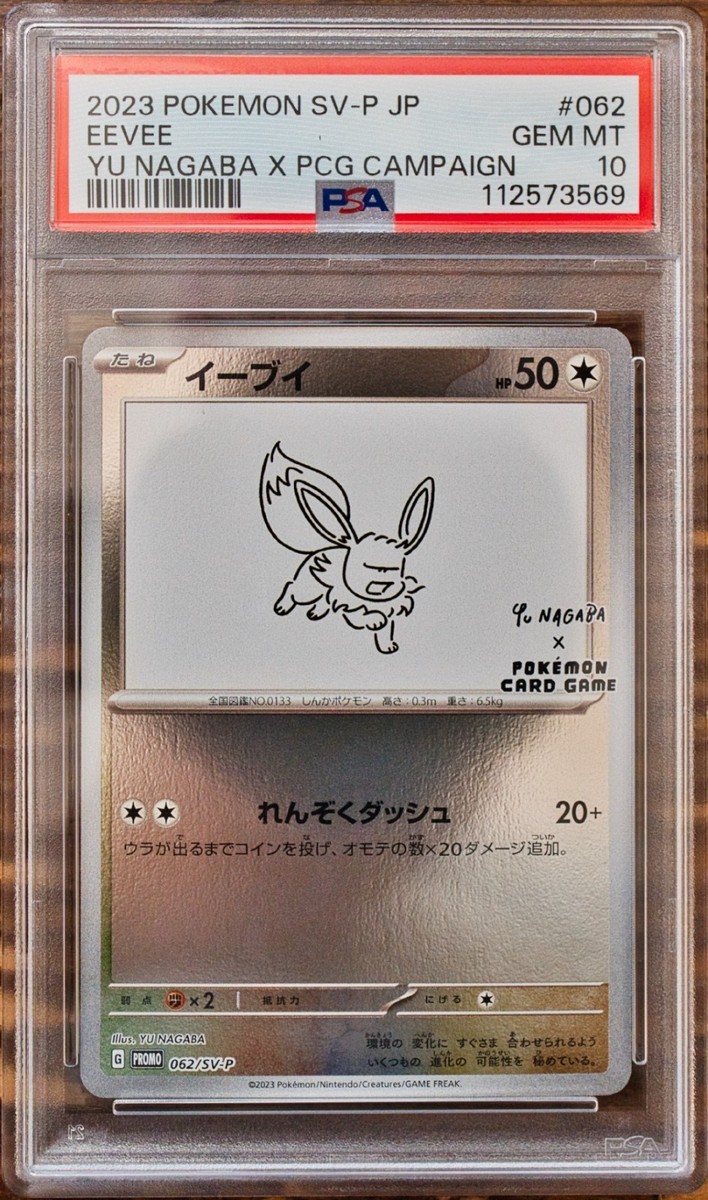 2023 POKEMON SV-P JP #062
EEVEE GEM MT
YU NAGABA X PCG CAMPAIGN 10
PSA 112573569
たね イーブイ HP 50
YU NAGABA
X
POKÉMON
CARD GAME
全国図鑑NO.0133 しんかポケモン 高さ:0.3m 重さ:6.5kg
れんぞくダッシュ 20+
ウラが出るまでコインを投げ、オモテの数×20ダメージ追加。
弱点 ×2 抵抗力 にげる
Illus. YU NAGABA
環境の 変化に すぐさま 合わせられるよう
いくつもの 進化の 可能性を 秘めている。
G PROMO 062/SV-P
©2023 Pokémon/Nintendo/Creatures/GAME FREAK.
PSA